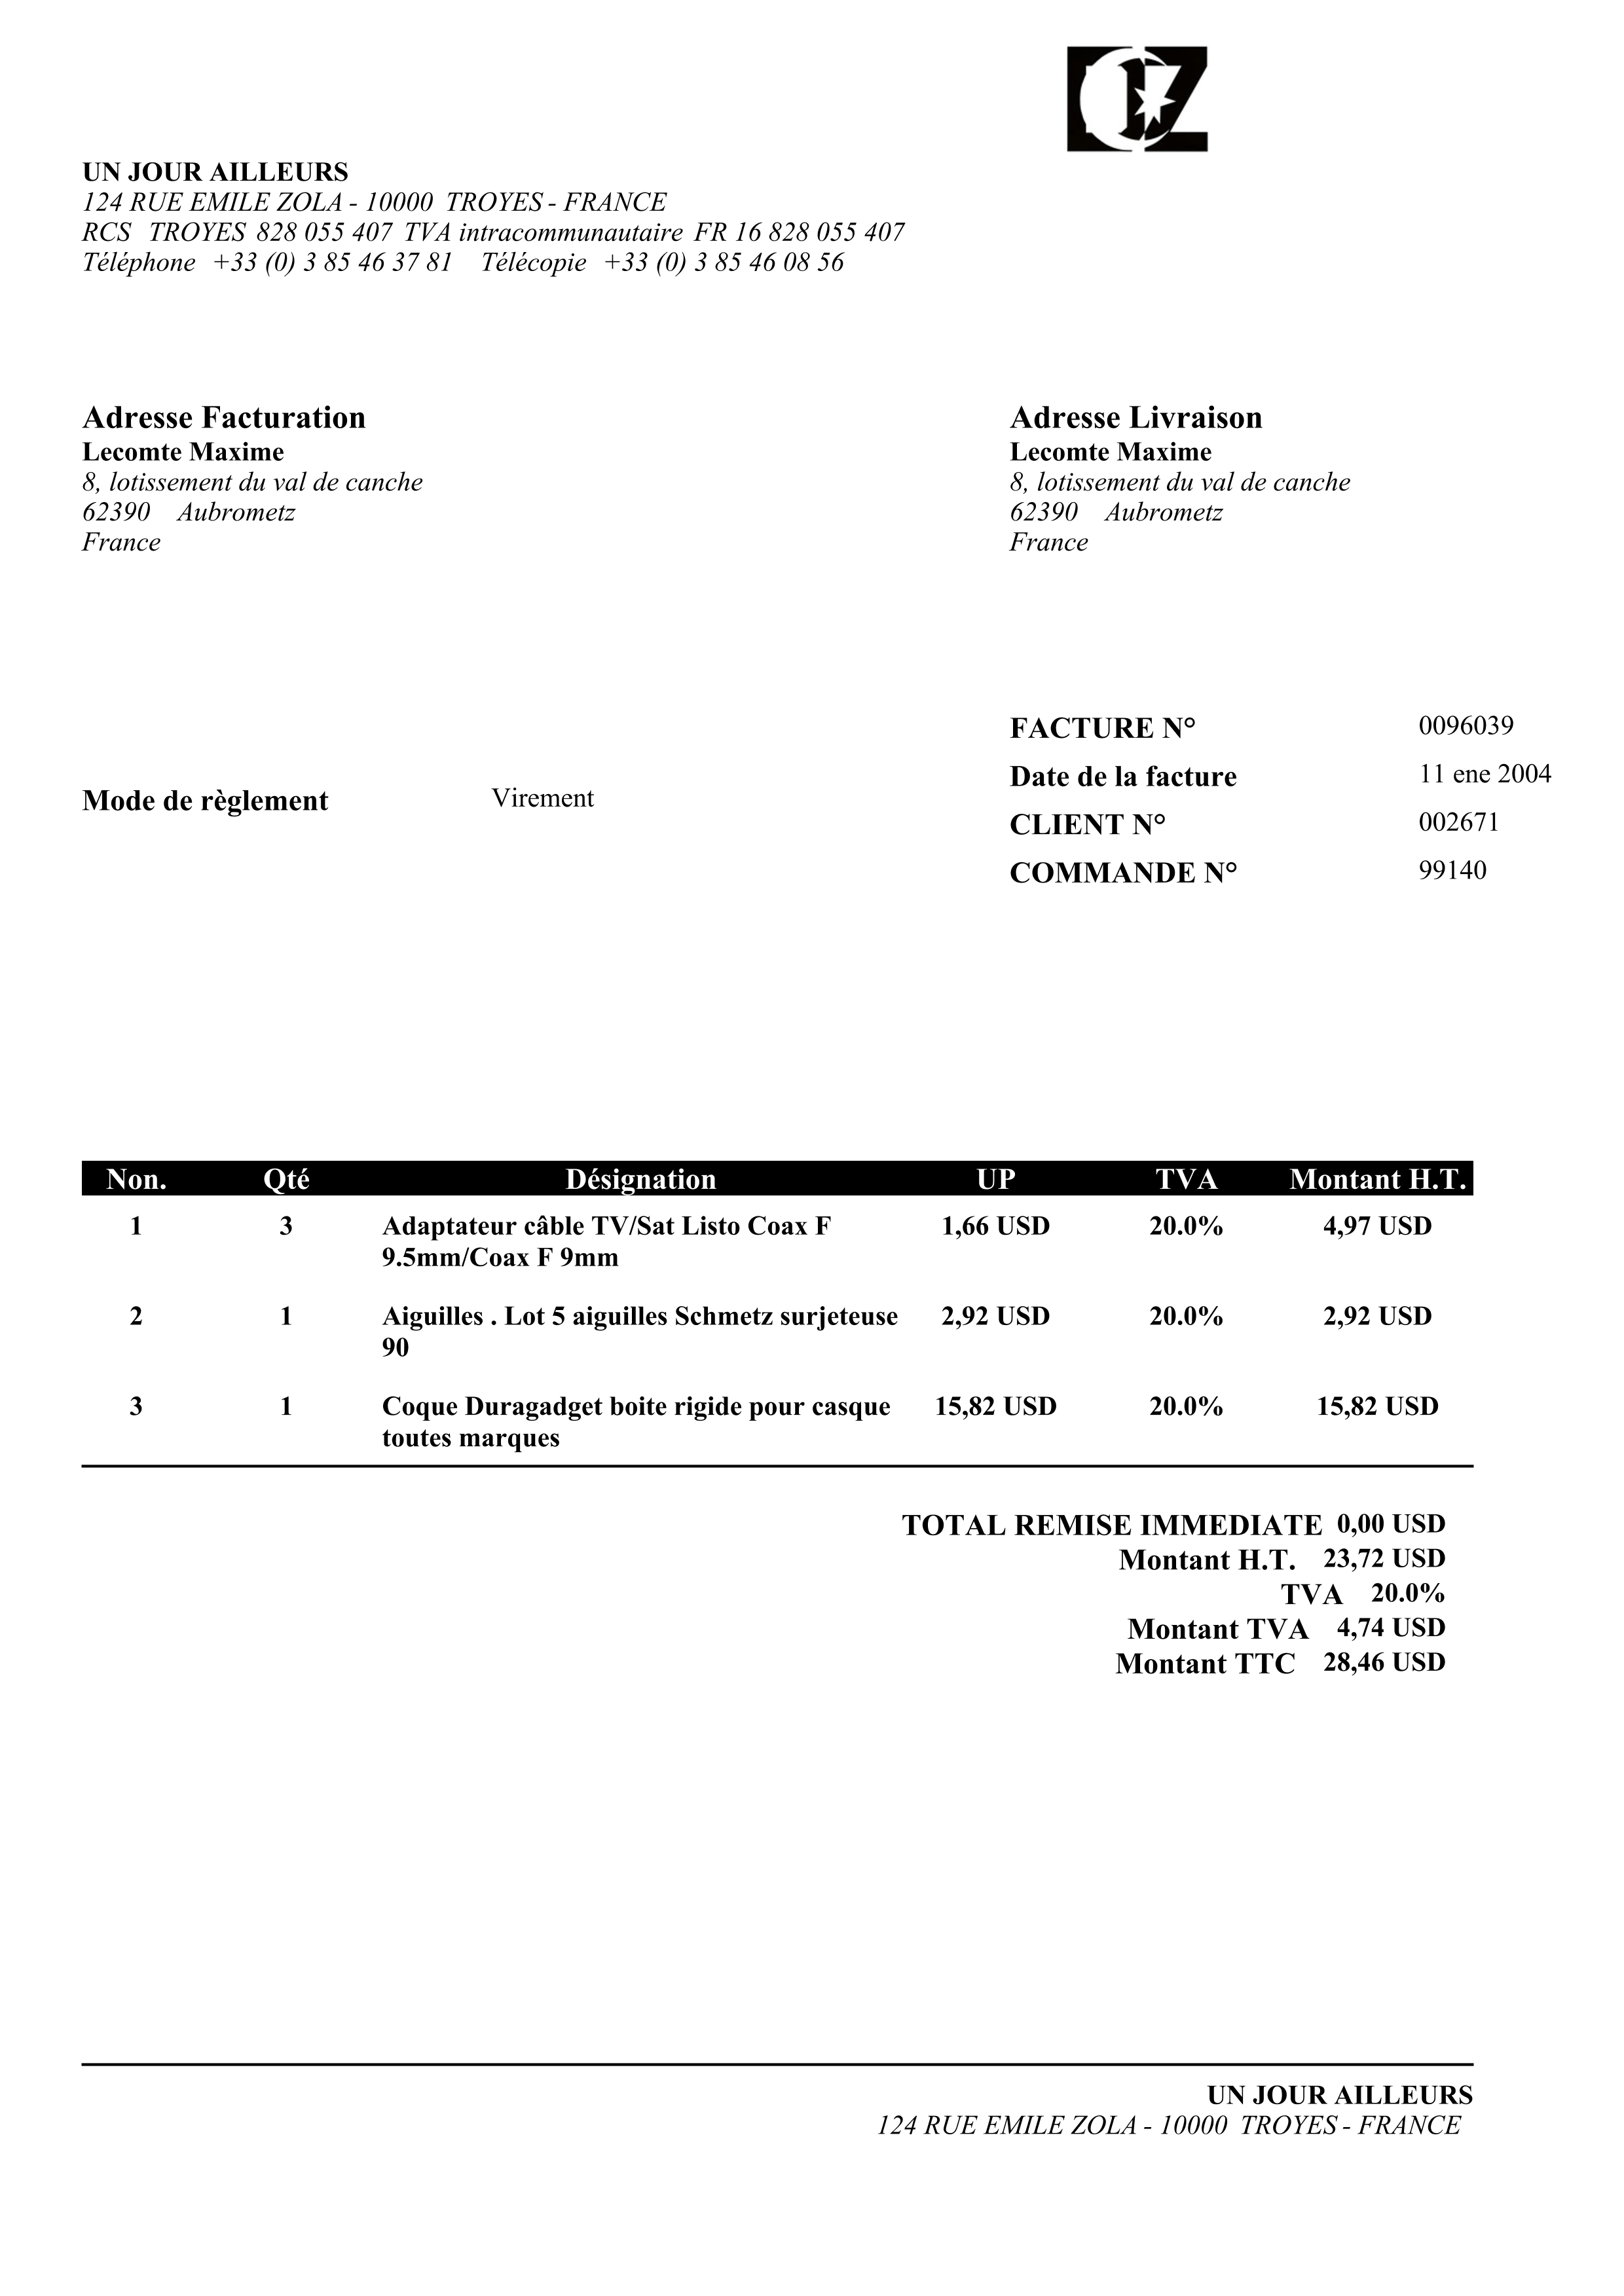 UN JOUR AILLEURS
124 RUE EMILE ZOLA - 10000 TROYES - FRANCE
RCS TROYES 828 055 407 TVA intracommunautaire FR 16 828 055 407
Téléphone +33 (0) 3 85 46 37 81 Télécopie +33 (0) 3 85 46 08 56
Adresse Facturation
Lecomte Maxime
8, lotissement du val de canche
62390 Aubrometz
France
Adresse Livraison
Lecomte Maxime
8, lotissement du val de canche
62390 Aubrometz
France
Mode de règlement Virement
FACTURE N° 0096039
Date de la facture 11 ene 2004
CLIENT N° 002671
COMMANDE N° 99140
Non. Qté Désignation UP TVA Montant H.T.
1 3 Adaptateur câble TV/Sat Listo Coax F 1,66 USD 20.0% 4,97 USD
9.5mm/Coax F 9mm
2 1 Aiguilles . Lot 5 aiguilles Schmetz surjeteuse 2,92 USD 20.0% 2,92 USD
90
3 1 Coque Duragadget boite rigide pour casque 15,82 USD 20.0% 15,82 USD
toutes marques
TOTAL REMISE IMMEDIATE 0,00 USD
Montant H.T. 23,72 USD
TVA 20.0%
Montant TVA 4,74 USD
Montant TTC 28,46 USD
UN JOUR AILLEURS
124 RUE EMILE ZOLA - 10000 TROYES - FRANCE